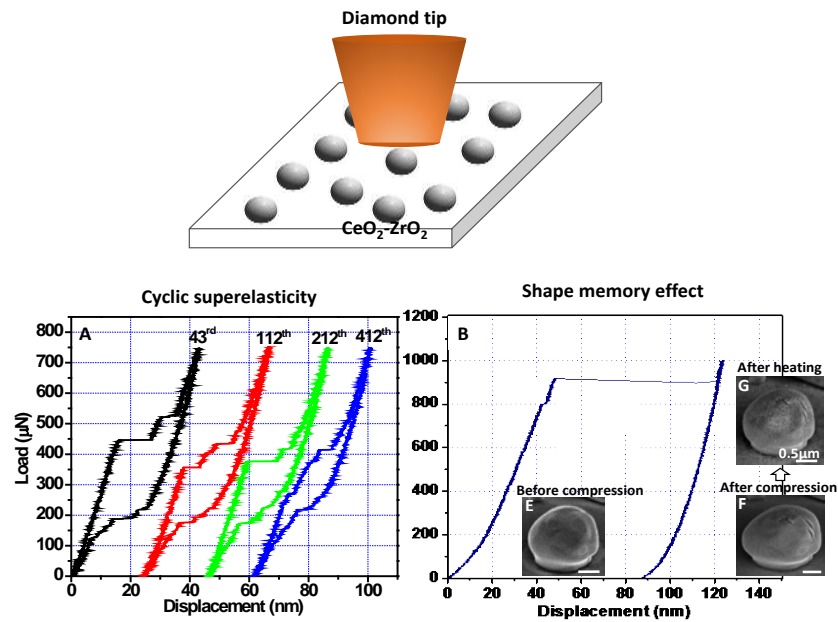 Diamond tip
CeO₂-ZrO₂
Cyclic superelasticity
A
43rd
112th
212th
412th
800
700
600
500
400
300
200
100
0
Load (µN)
0
20
40
60
80
100
Displacement (nm)
Shape memory effect
B
1200
1000
800
600
400
200
0
0
20
40
60
80
100
120
140
Displacement (nm)
Before compression
E
After heating
G
0.5µm
After compression
F